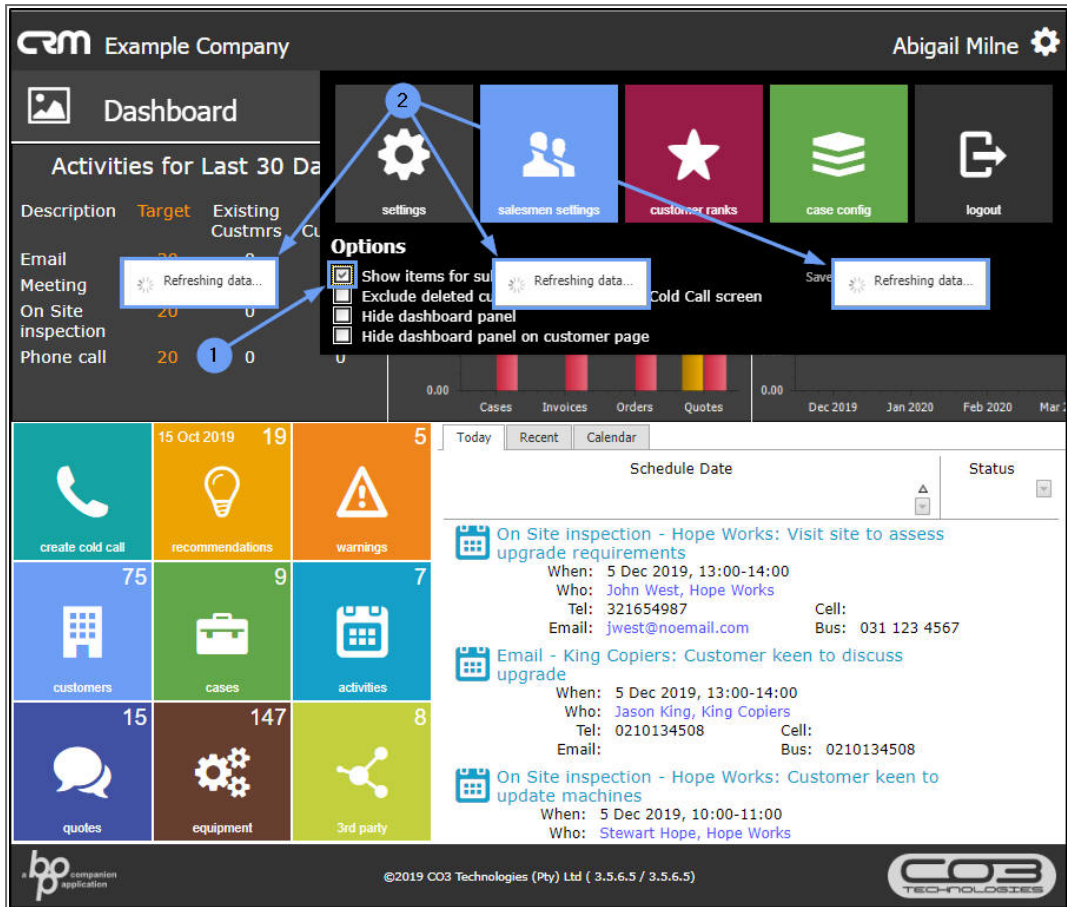 CRM Example Company
Abigail Milne
Dashboard
2
settings
salesmen settings
customer ranks
case config
logout
Activities for Last 30 Da
Description Target Existing
Custmrs Cu
Email 20 0
Meeting
On Site 20 0
inspection
Phone call 20 0 0
Refreshing data...
1
Options
Show items for su
Exclude deleted cu Cold Call screen
Hide dashboard panel
Hide dashboard panel on customer page
Refreshing data...
Save
Refreshing data...
0.00
Cases Invoices Orders Quotes
0.00
Dec 2019 Jan 2020 Feb 2020 Mar
create cold call
15 Oct 2019 19
recommendations
5
warnings
75
customers
9
cases
7
activities
15
quotes
147
equipment
8
3rd party
Today Recent Calendar
Schedule Date Status
On Site inspection - Hope Works: Visit site to assess
upgrade requirements
When: 5 Dec 2019, 13:00-14:00
Who: John West, Hope Works
Tel: 321654987 Cell:
Email: jwest@noemail.com Bus: 031 123 4567
Email - King Copiers: Customer keen to discuss
upgrade
When: 5 Dec 2019, 13:00-14:00
Who: Jason King, King Copiers
Tel: 0210134508 Cell:
Email: Bus: 0210134508
On Site inspection - Hope Works: Customer keen to
update machines
When: 5 Dec 2019, 10:00-11:00
Who: Stewart Hope, Hope Works
a bpo companion
application
©2019 CO3 Technologies (Pty) Ltd ( 3.5.6.5 / 3.5.6.5)
CO3
TECHNOLOGIES